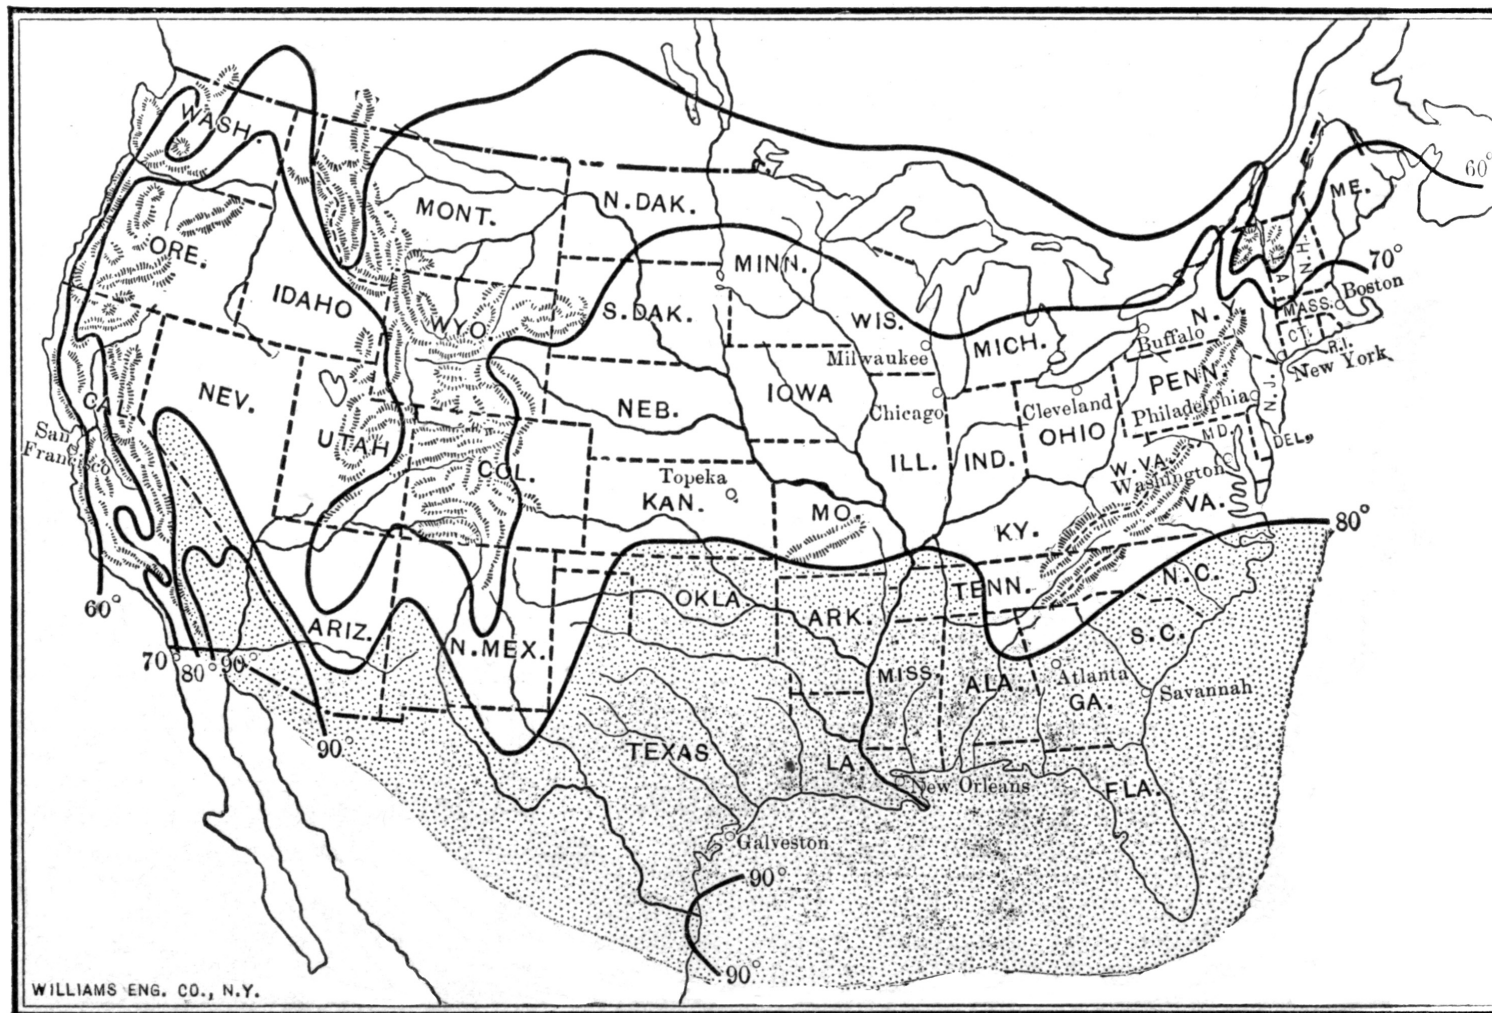 WASH.
MONT.
N.DAK.
MINN.
ME.
60°
ORE.
IDAHO
WYO.
S.DAK.
WIS.
MICH.
N.
N.H.
70°
Boston
MASS.
CT.
R.I.
Buffalo
New York
Milwaukee
NEV.
CAL.
UTAH
COL.
NEB.
IOWA
Chicago
Cleveland
PENN.
Philadelphia
N.J.
San
Francisco
Topeka
KAN.
MO.
ILL.
IND.
OHIO
MD.
DEL.
W. VA.
Washington
VA.
KY.
80°
60°
ARIZ.
N.MEX.
OKLA.
ARK.
TENN.
N.C.
S.C.
70°
80°
90°
MISS.
ALA.
Atlanta
GA.
Savannah
90°
TEXAS
LA.
New Orleans
FLA.
Galveston
90°
90°
WILLIAMS ENG. CO., N.Y.